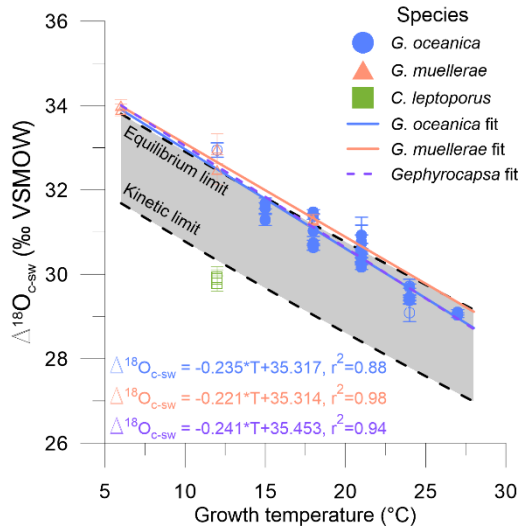 Species
G. oceanica
G. muellerae
C. leptoporus
G. oceanica fit
G. muellerae fit
Gephyrocapsa fit
36
34
32
30
28
26
Δ¹⁸O꜀₋ₛᵥᵥ (‰ VSMOW)
Equilibrium limit
Kinetic limit
Δ¹⁸Oc-sw = -0.235*T+35.317, r²=0.88
Δ¹⁸Oc-sw = -0.221*T+35.314, r²=0.98
Δ¹⁸Oc-sw = -0.241*T+35.453, r²=0.94
5 10 15 20 25 30
Growth temperature (°C)